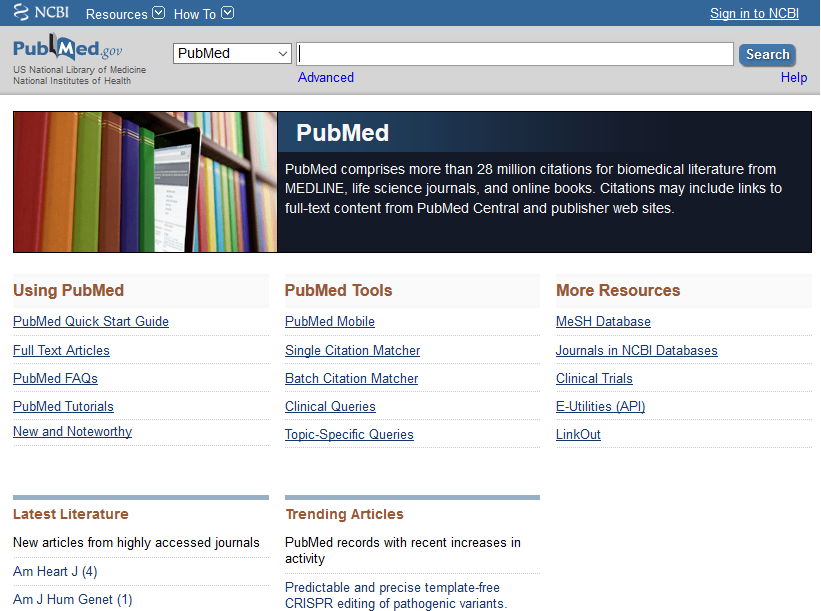 NCBI Resources How To Sign in to NCBI
PubMed.gov
US National Library of Medicine
National Institutes of Health
PubMed
Search
Advanced
Help
PubMed
PubMed comprises more than 28 million citations for biomedical literature from
MEDLINE, life science journals, and online books. Citations may include links to
full-text content from PubMed Central and publisher web sites.
Using PubMed
PubMed Quick Start Guide
Full Text Articles
PubMed FAQs
PubMed Tutorials
New and Noteworthy
PubMed Tools
PubMed Mobile
Single Citation Matcher
Batch Citation Matcher
Clinical Queries
Topic-Specific Queries
More Resources
MeSH Database
Journals in NCBI Databases
Clinical Trials
E-Utilities (API)
LinkOut
Latest Literature
New articles from highly accessed journals
Am Heart J (4)
Am J Hum Genet (1)
Trending Articles
PubMed records with recent increases in
activity
Predictable and precise template-free
CRISPR editing of pathogenic variants.